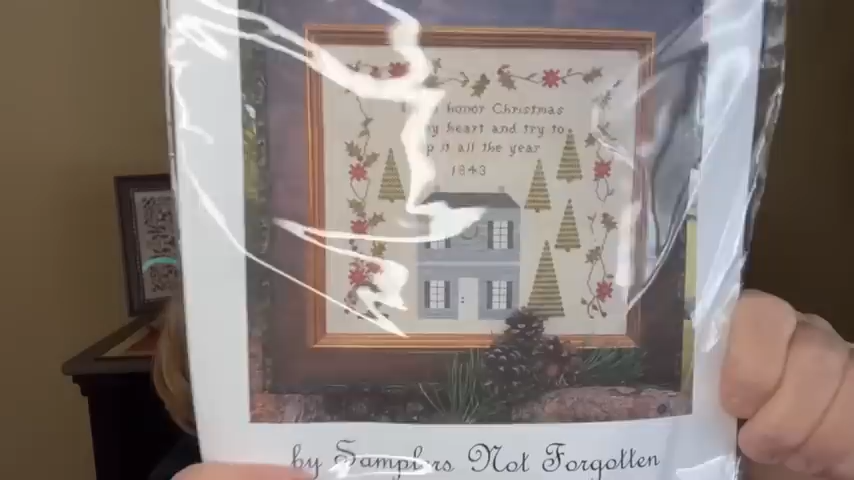 honor Christmas
heart and try to
it all the year
1843
by Samplers Not Forgotten